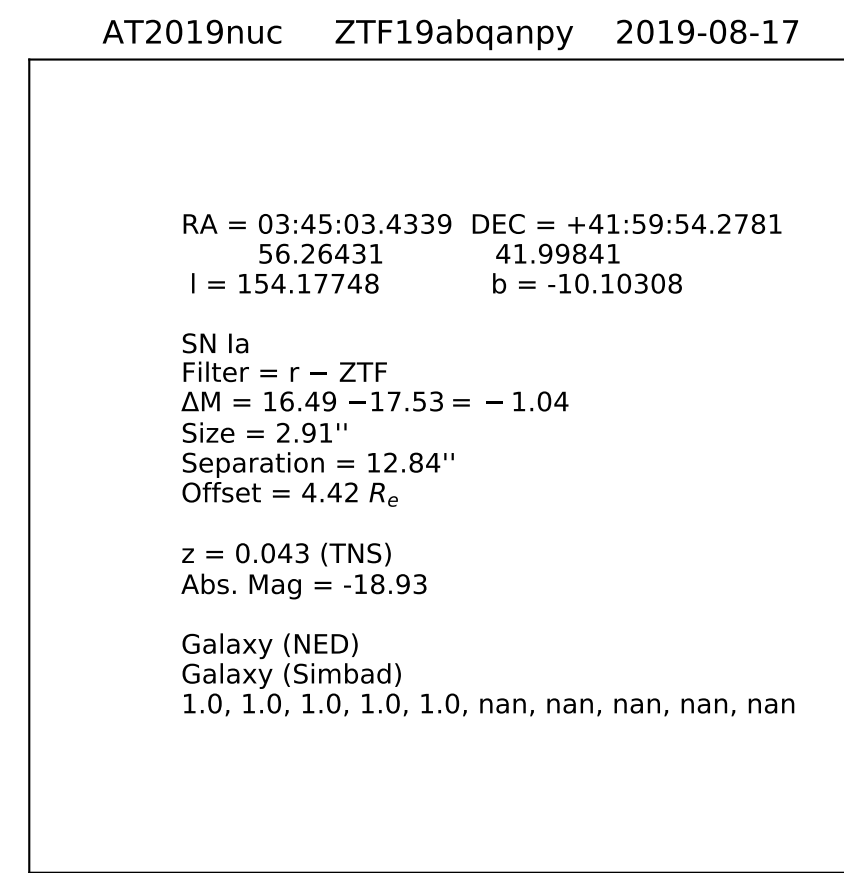 AT2019nuc ZTF19abqanpy 2019-08-17
RA = 03:45:03.4339 DEC = +41:59:54.2781
56.26431 41.99841
l = 154.17748 b = -10.10308
SN Ia
Filter = r − ZTF
ΔM = 16.49 −17.53 = − 1.04
Size = 2.91''
Separation = 12.84''
Offset = 4.42 Rₑ
z = 0.043 (TNS)
Abs. Mag = -18.93
Galaxy (NED)
Galaxy (Simbad)
1.0, 1.0, 1.0, 1.0, 1.0, nan, nan, nan, nan, nan